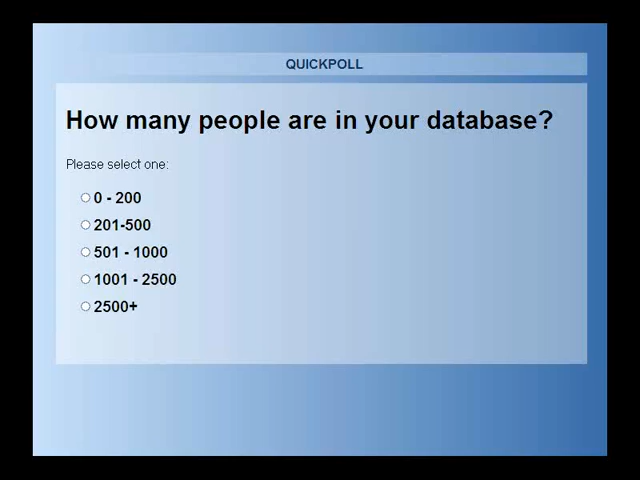 QUICKPOLL
How many people are in your database?
Please select one:
0 - 200
201-500
501 - 1000
1001 - 2500
2500+